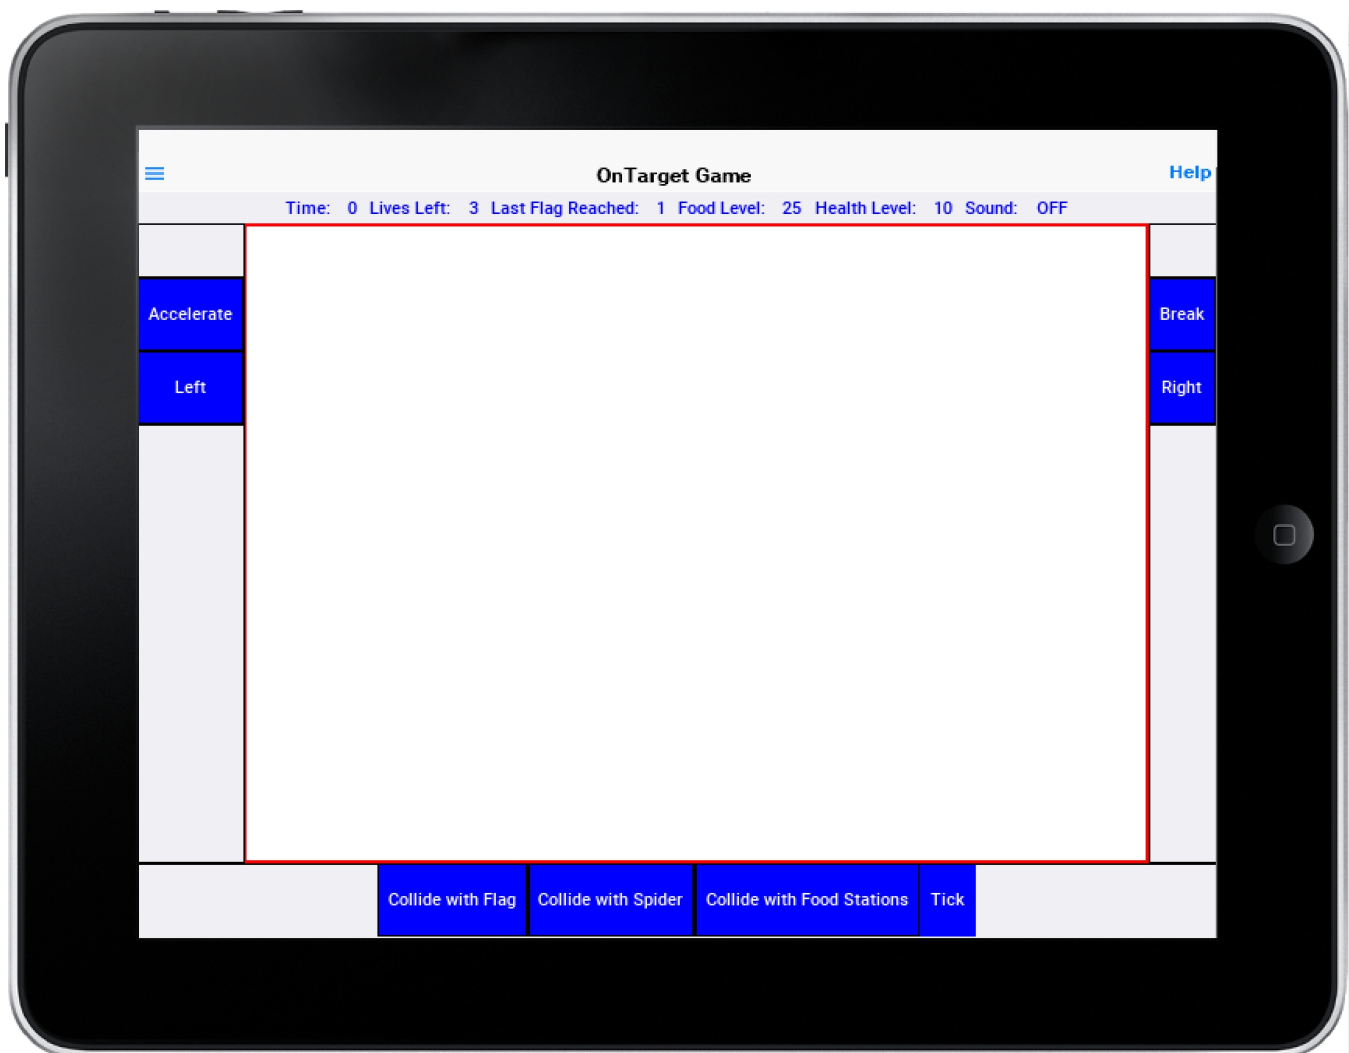 OnTarget Game
Help
Time: 0 Lives Left: 3 Last Flag Reached: 1 Food Level: 25 Health Level: 10 Sound: OFF
Accelerate
Break
Left
Right
Collide with Flag
Collide with Spider
Collide with Food Stations
Tick